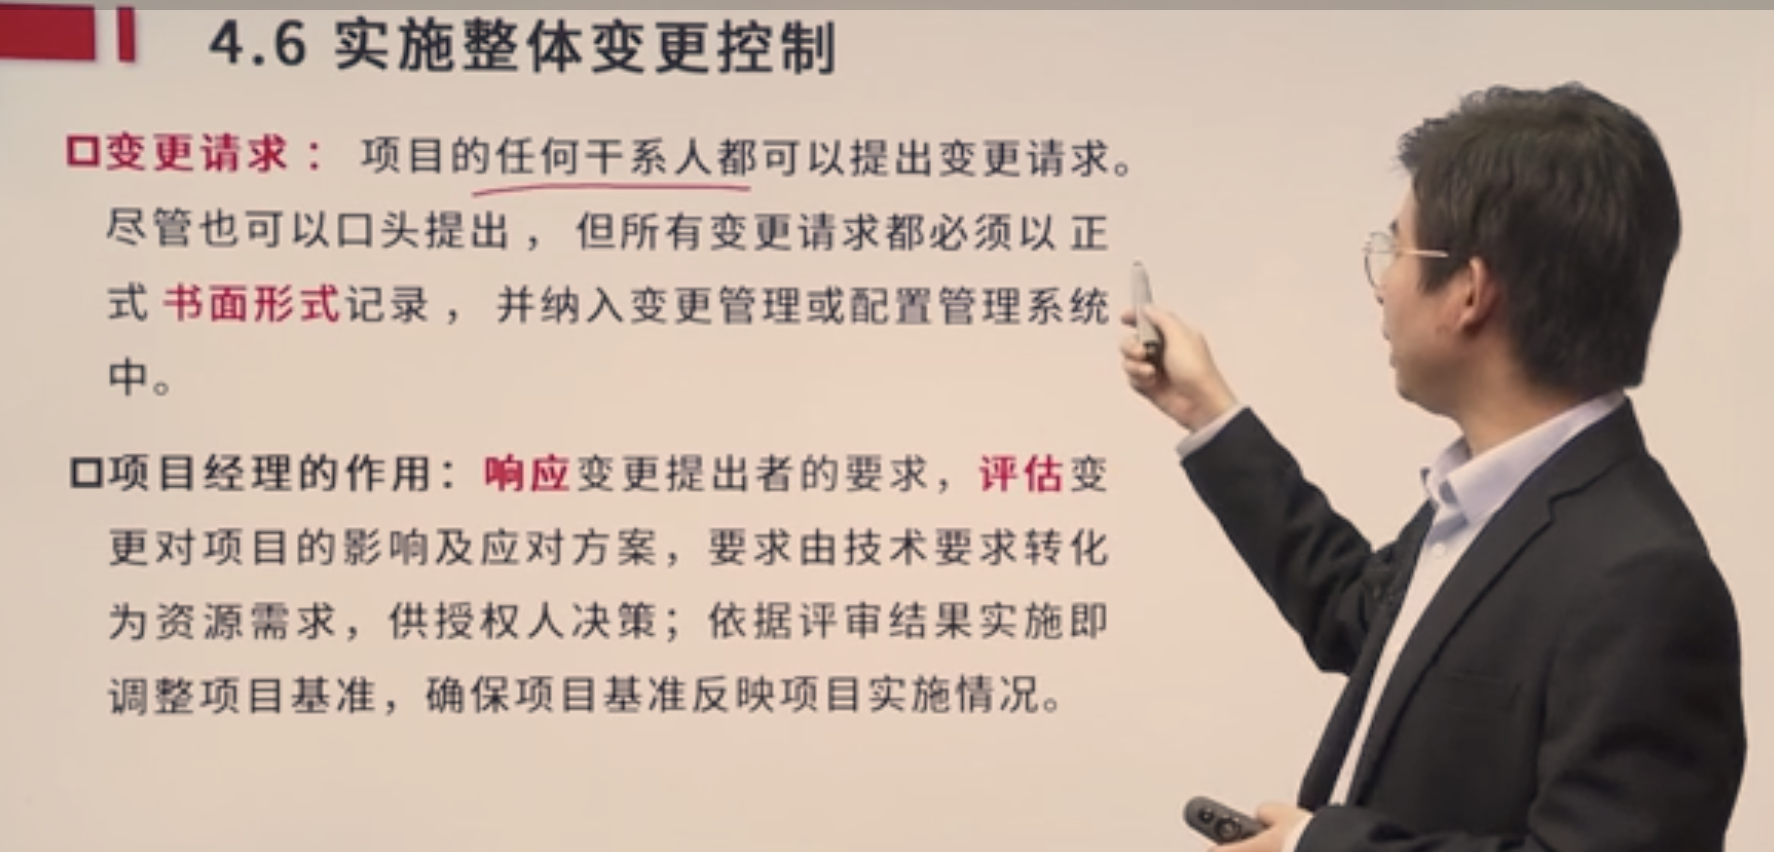 4.6 实施整体变更控制
变更请求： 项目的任何干系人都可以提出变更请求。
尽管也可以口头提出， 但所有变更请求都必须以 正
式 书面形式记录， 并纳入变更管理或配置管理系统
中。
项目经理的作用：响应变更提出者的要求，评估变
更对项目的影响及应对方案，要求由技术要求转化
为资源需求，供授权人决策；依据评审结果实施即
调整项目基准，确保项目基准反映项目实施情况。